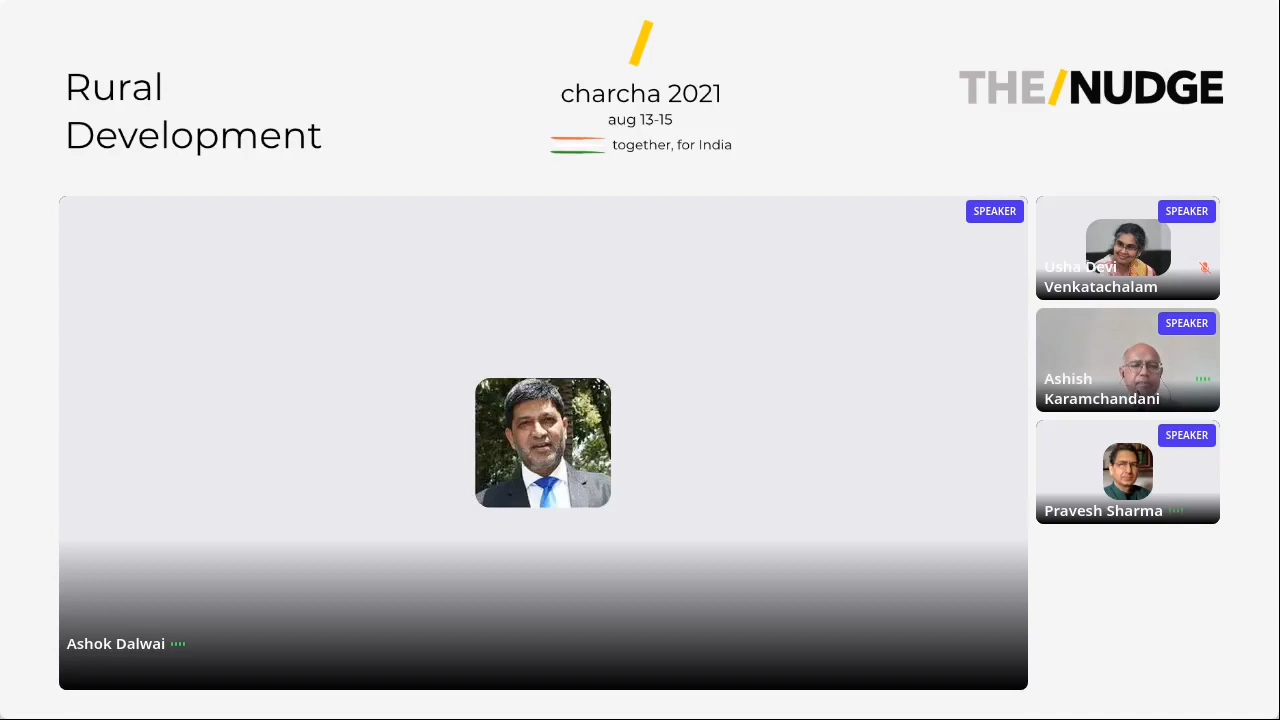 Rural
Development
charcha 2021
aug 13-15
together, for India
THE/NUDGE
SPEAKER
Ashok Dalwai
SPEAKER
Usha Devi
Venkatachalam
SPEAKER
Ashish
Karamchandani
SPEAKER
Pravesh Sharma